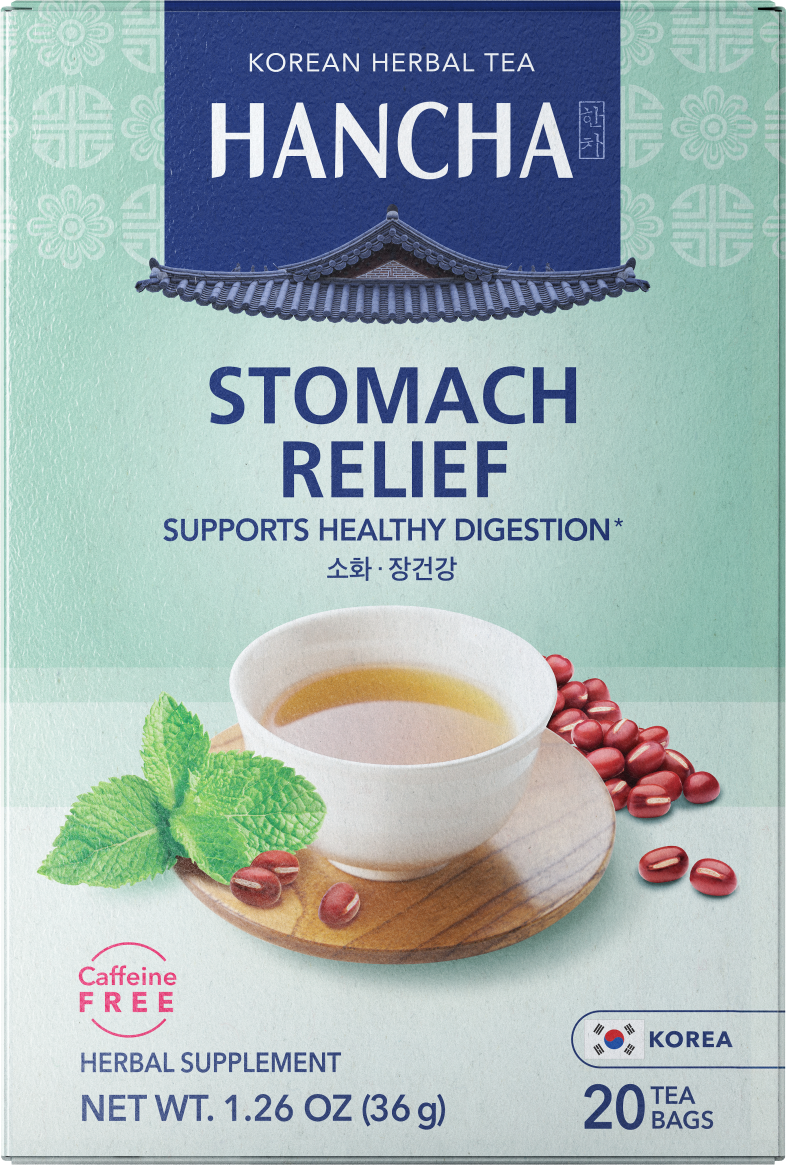 KOREAN HERBAL TEA
HANCHA
한차
STOMACH
RELIEF
SUPPORTS HEALTHY DIGESTION*
소화 · 장건강
Caffeine
FREE
HERBAL SUPPLEMENT
NET WT. 1.26 OZ (36 g)
KOREA
20 TEA
BAGS